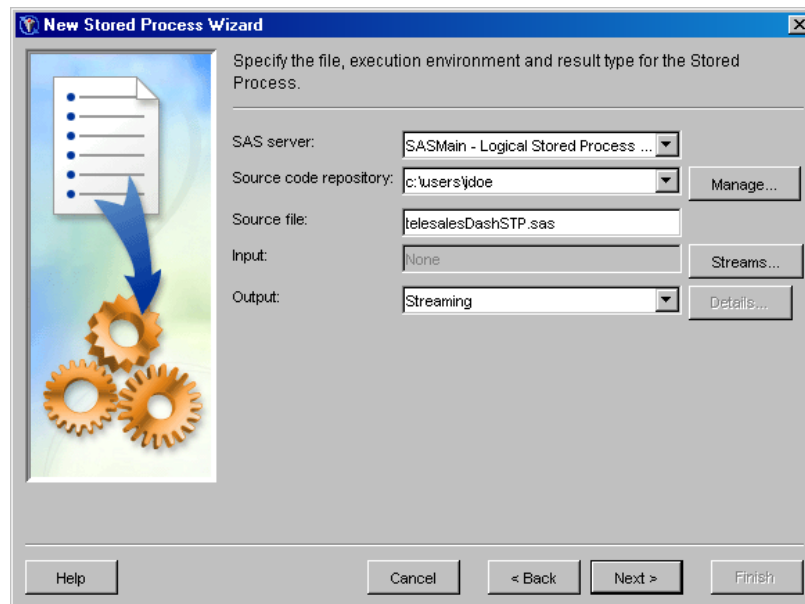 New Stored Process Wizard
Specify the file, execution environment and result type for the Stored
Process.
SAS server:
SASMain - Logical Stored Process ...
Source code repository:
c:\users\jdoe
Manage...
Source file:
telesalesDashSTP.sas
Input:
None
Streams...
Output:
Streaming
Details...
Help
Cancel
< Back
Next >
Finish